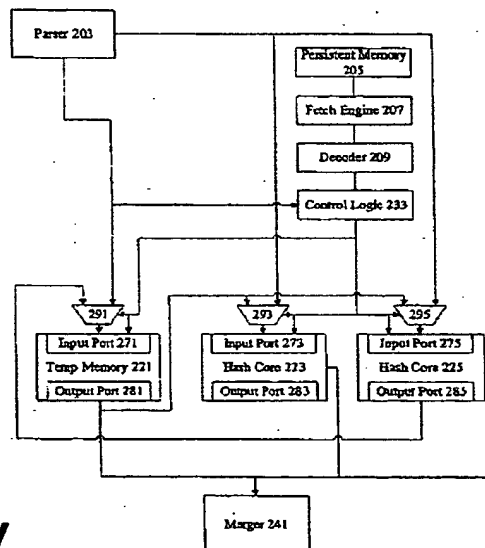 Parser 203
Persistent Memory
205
Fetch Engine 207
Decoder 209
Control Logic 233
291
293
295
Input Port 271
Temp Memory 221
Output Port 281
Input Port 273
Hash Core 223
Output Port 283
Input Port 275
Hash Core 225
Output Port 285
Merger 241